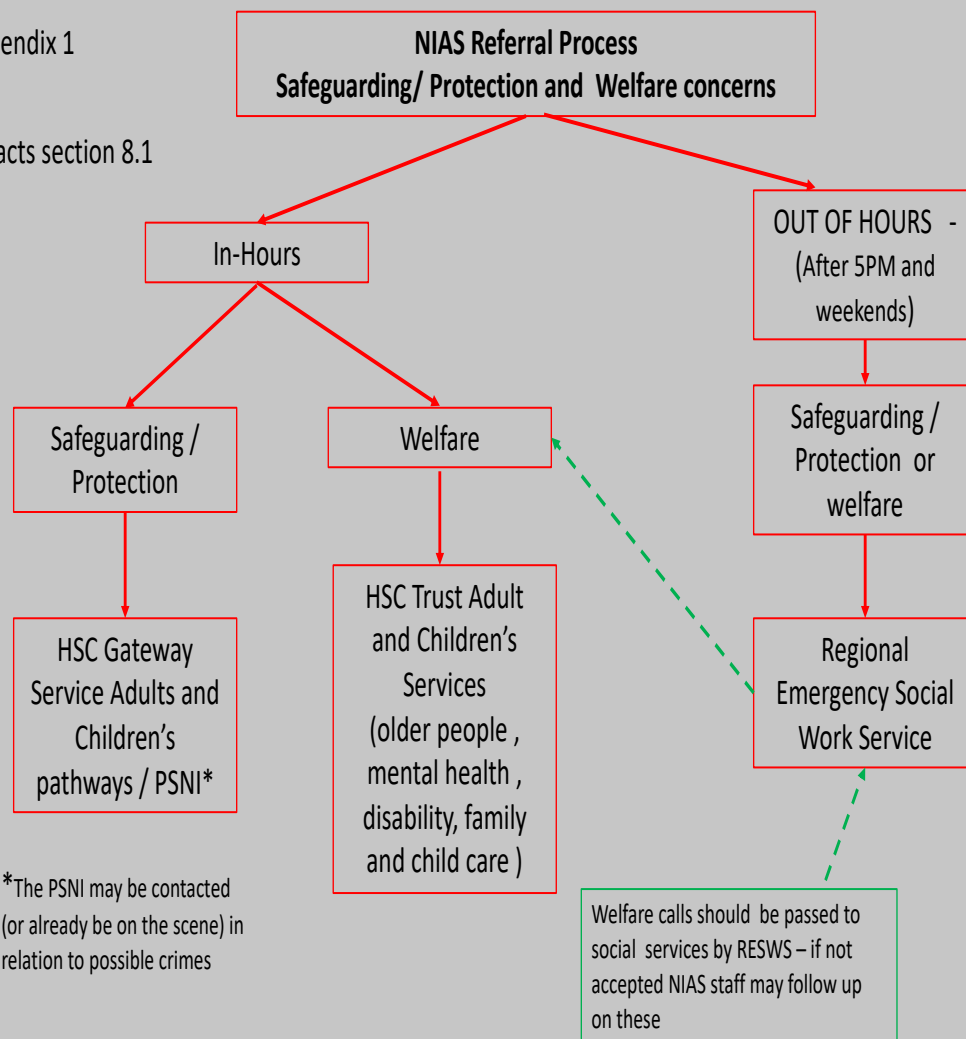 endix 1
NIAS Referral Process
Safeguarding/ Protection and Welfare concerns
acts section 8.1
In-Hours
OUT OF HOURS -
(After 5PM and
weekends)
Safeguarding /
Protection
Welfare
Safeguarding /
Protection or
welfare
HSC Gateway
Service Adults and
Children's
pathways / PSNI*
HSC Trust Adult
and Children's
Services
(older people ,
mental health ,
disability, family
and child care )
Regional
Emergency Social
Work Service
*The PSNI may be contacted
(or already be on the scene) in
relation to possible crimes
Welfare calls should be passed to
social services by RESWS – if not
accepted NIAS staff may follow up
on these